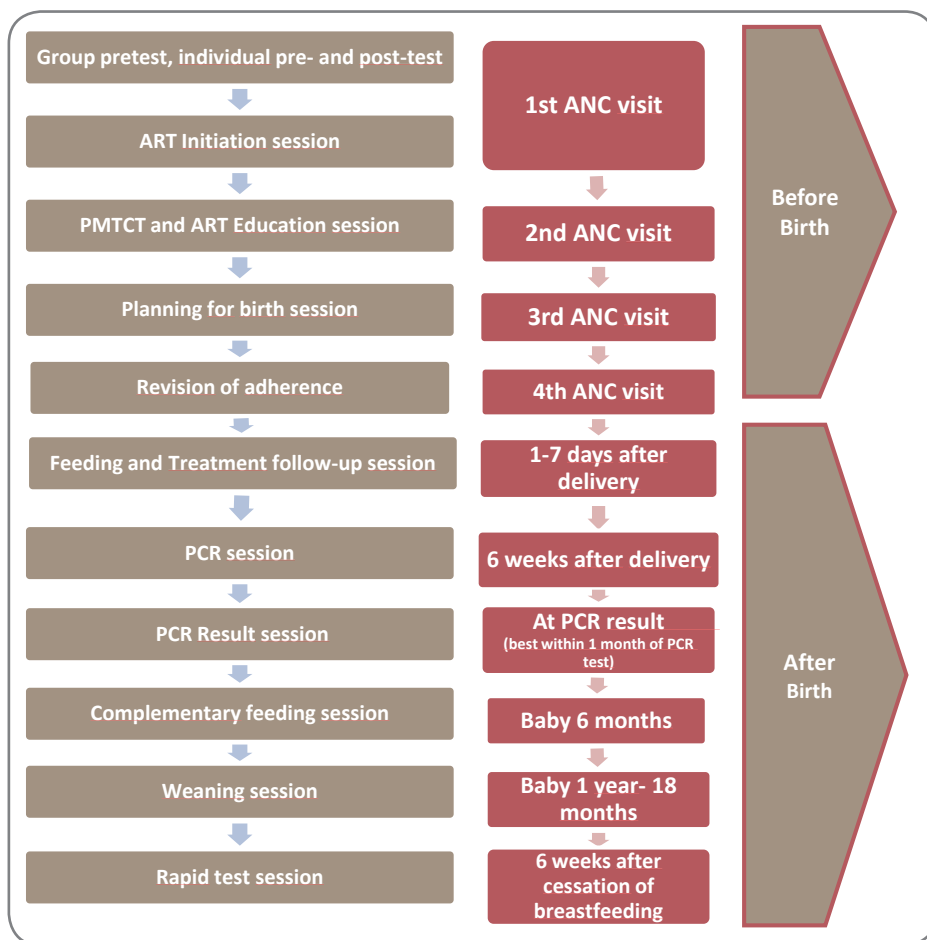 Group pretest, individual pre- and post-test
ART Initiation session
PMTCT and ART Education session
Planning for birth session
Revision of adherence
Feeding and Treatment follow-up session
PCR session
PCR Result session
Complementary feeding session
Weaning session
Rapid test session
1st ANC visit
2nd ANC visit
3rd ANC visit
4th ANC visit
1-7 days after
delivery
6 weeks after delivery
At PCR result
(best within 1 month of PCR
test)
Baby 6 months
Baby 1 year- 18
months
6 weeks after
cessation of
breastfeeding
Before
Birth
After
Birth